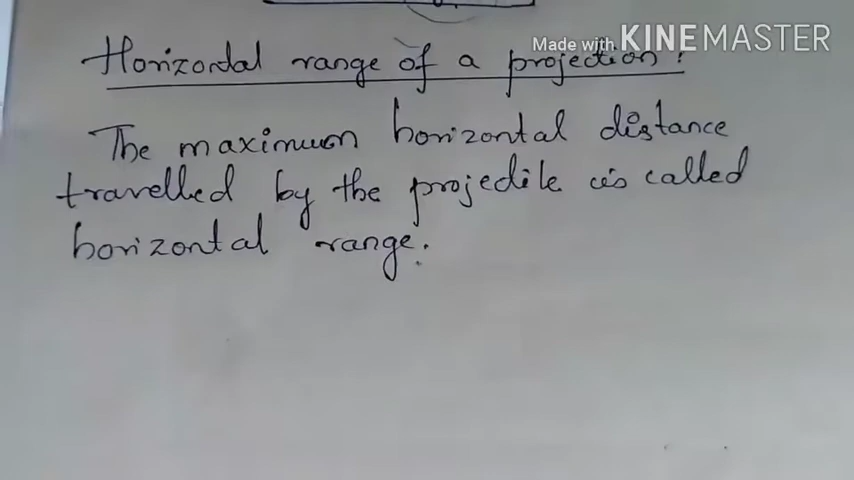 Made with KINEMASTER
Horizontal range of a projection:
The maximum horizontal distance
travelled by the projectile is called
horizontal range.